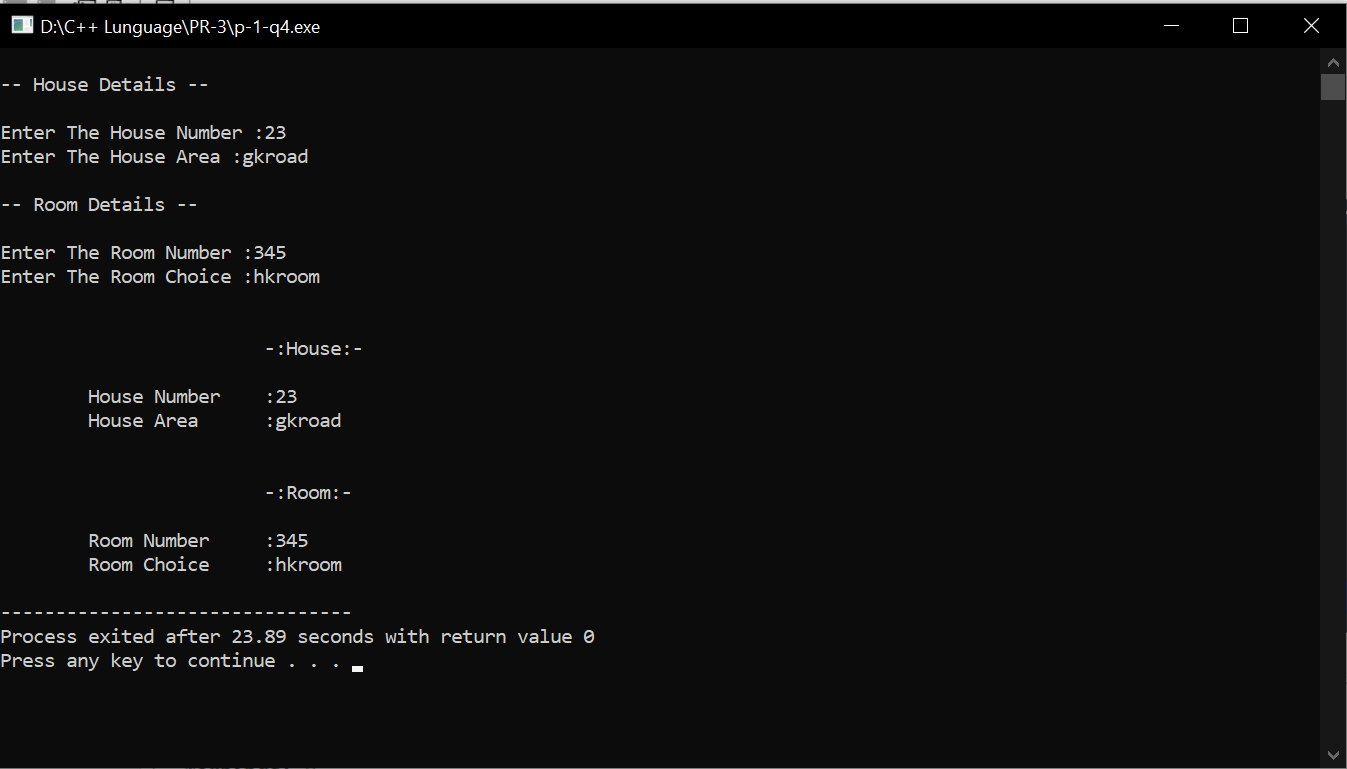 D:\C++ Lunguage\PR-3\p-1-q4.exe
-- House Details --
Enter The House Number :23
Enter The House Area :gkroad
-- Room Details --
Enter The Room Number :345
Enter The Room Choice :hkroom
-:House:-
House Number :23
House Area :gkroad
-:Room:-
Room Number :345
Room Choice :hkroom
--------------------------------
Process exited after 23.89 seconds with return value 0
Press any key to continue . . .